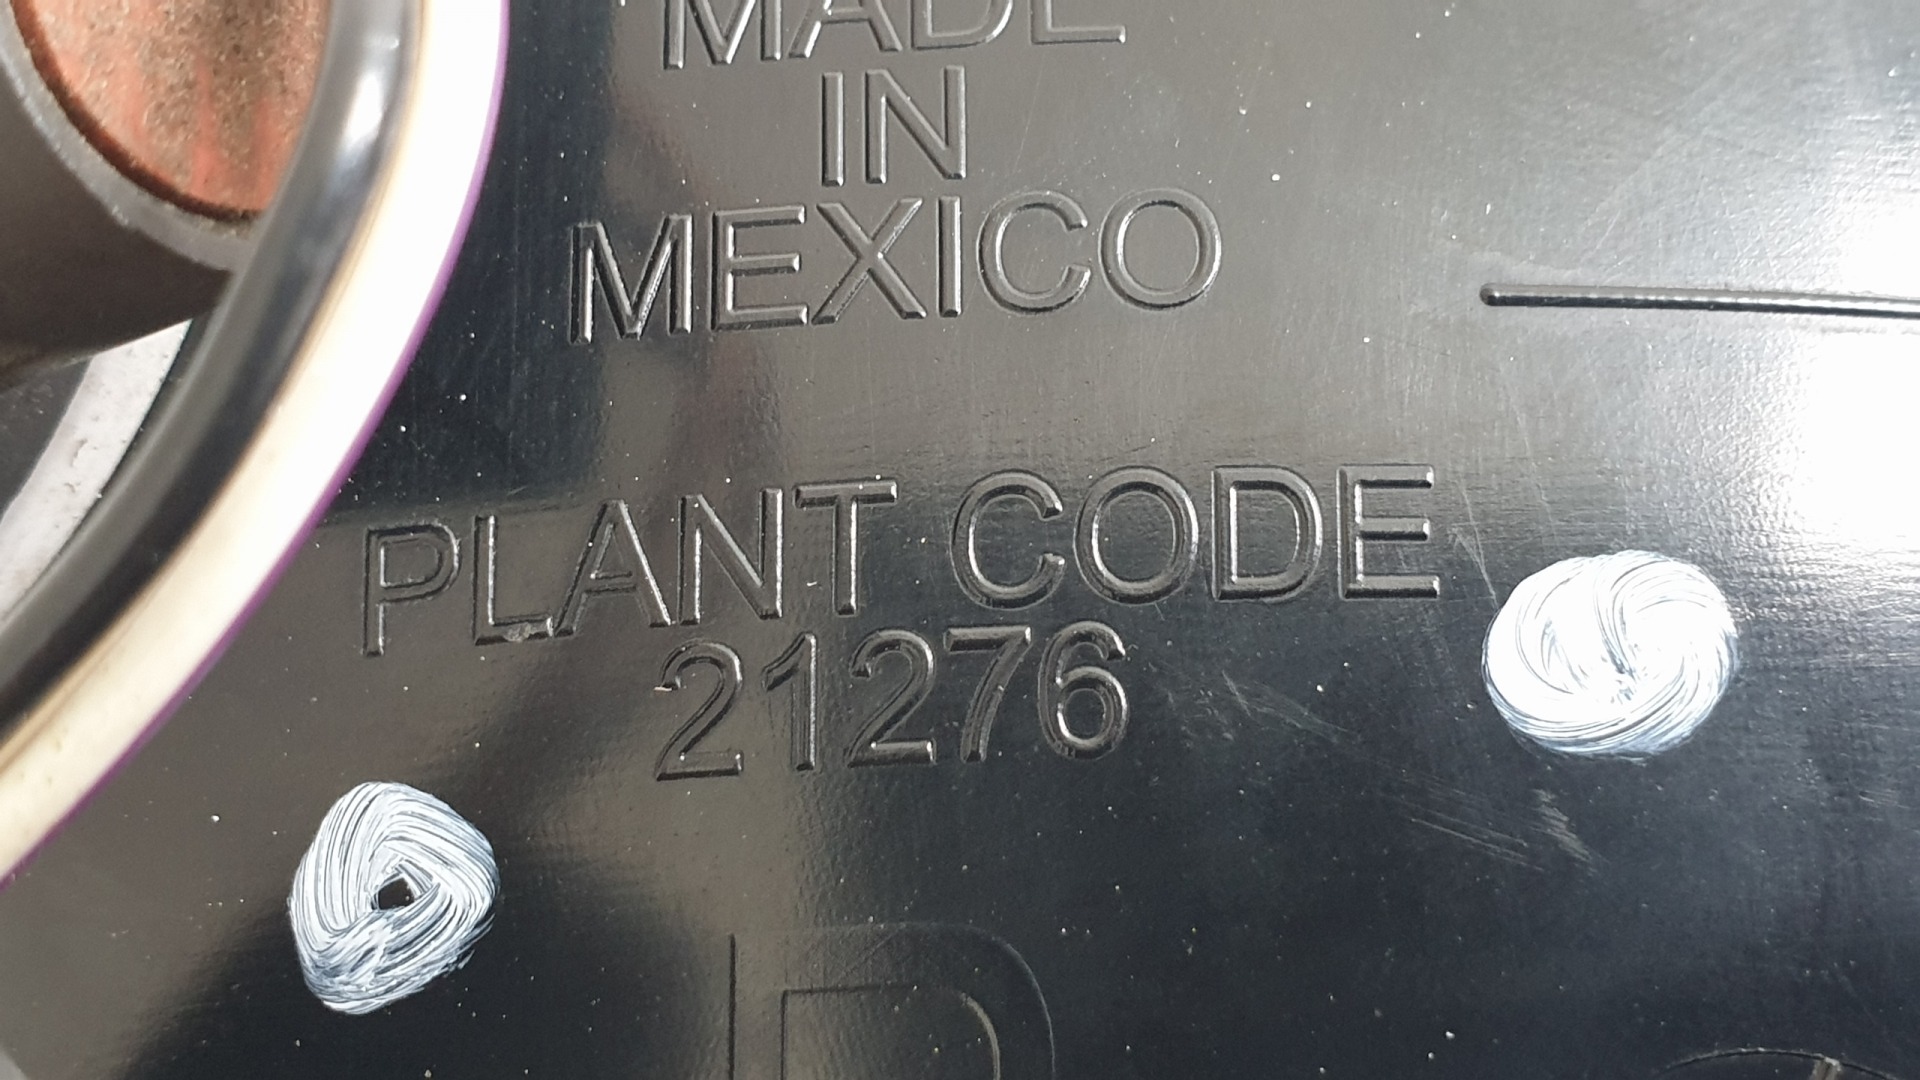 MADE
IN
MEXICO
PLANT CODE
21276